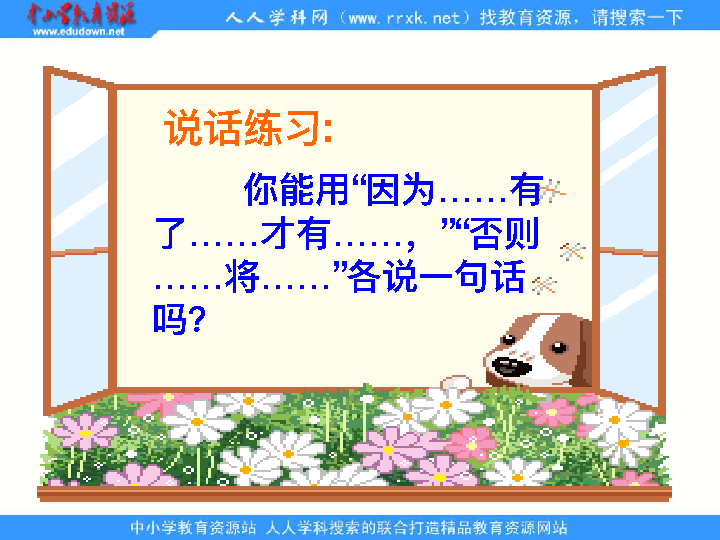 中小学教育资源
www.edudown.net
人人学科网（www.rrxk.net）找教育资源，请搜索一下
说话练习:
你能用“因为……有
了……才有……，”“否则
……将……”各说一句话
吗？
中小学教育资源站 人人学科搜索的联合打造精品教育资源网站